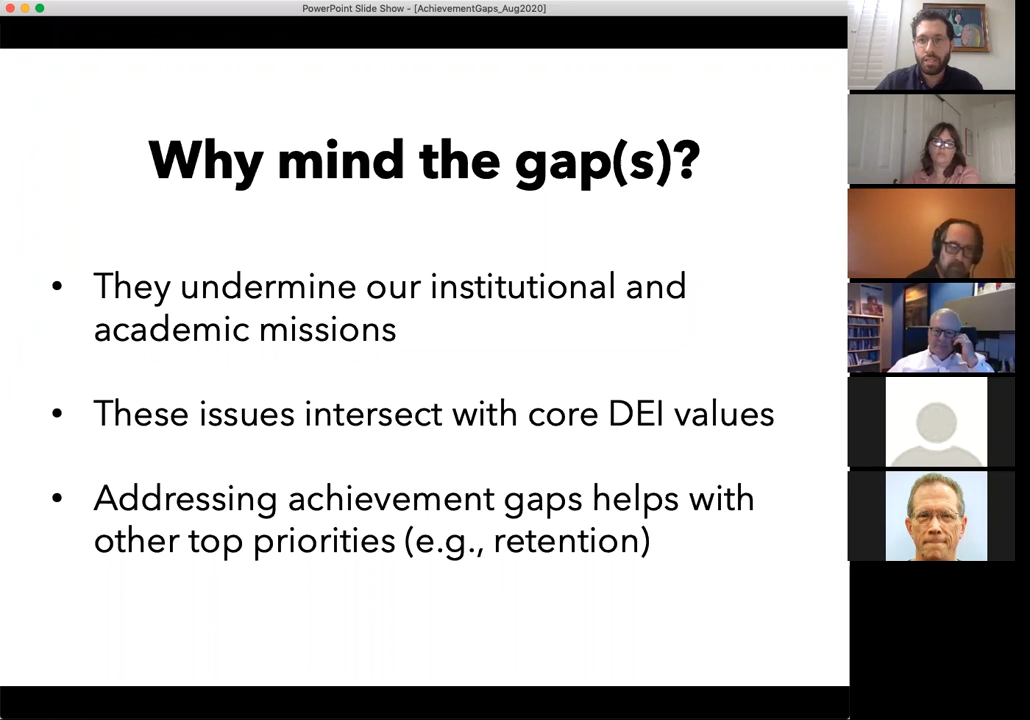 PowerPoint Slide Show - [AchievementGaps_Aug2020]
Why mind the gap(s)?
• They undermine our institutional and
academic missions
• These issues intersect with core DEI values
• Addressing achievement gaps helps with
other top priorities (e.g., retention)